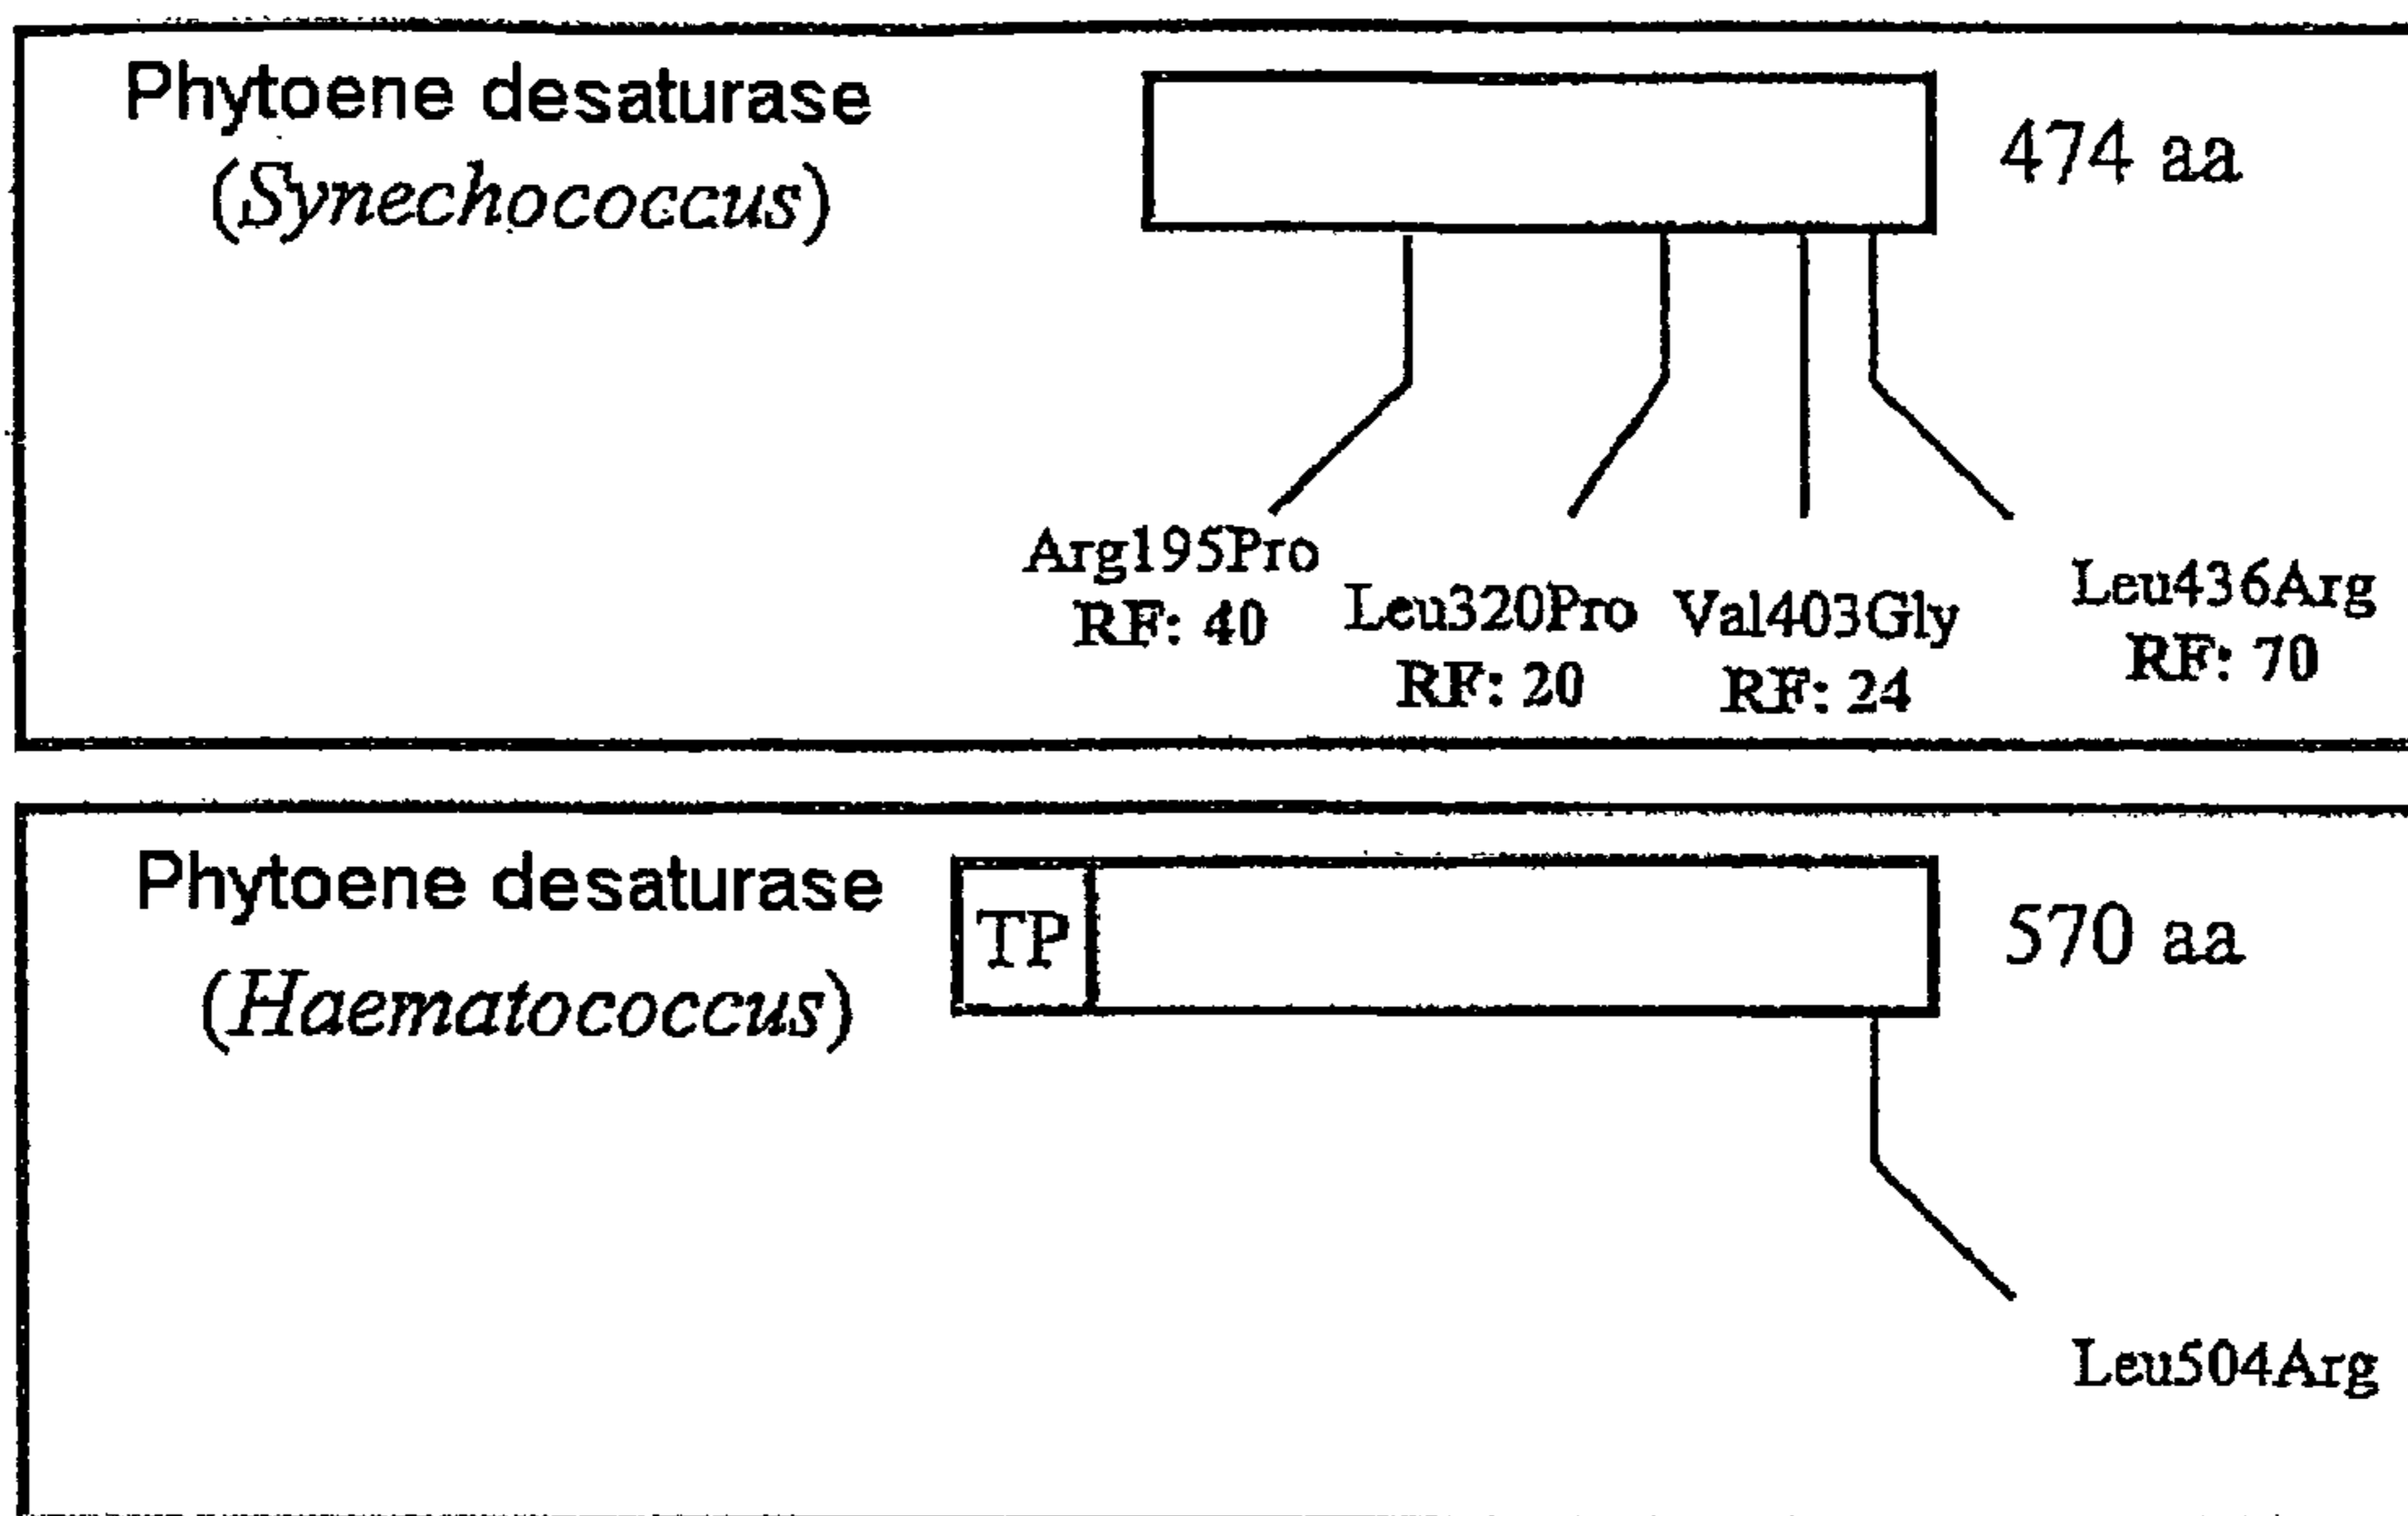 Phytoene desaturase
(Synechococcus)
474 aa
Arg195Pro
RF: 40
Leu320Pro
RF: 20
Val403Gly
RF: 24
Leu436Arg
RF: 70
Phytoene desaturase
(Haematococcus)
TP
570 aa
Leu504Arg